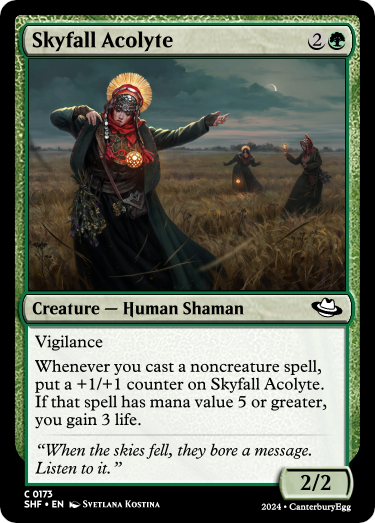 Skyfall Acolyte 2
Creature — Human Shaman
Vigilance
Whenever you cast a noncreature spell,
put a +1/+1 counter on Skyfall Acolyte.
If that spell has mana value 5 or greater,
you gain 3 life.
“When the skies fell, they bore a message.
Listen to it.”
2/2
C 0173
SHF • EN Svetlana Kostina
2024 • CanterburyEgg